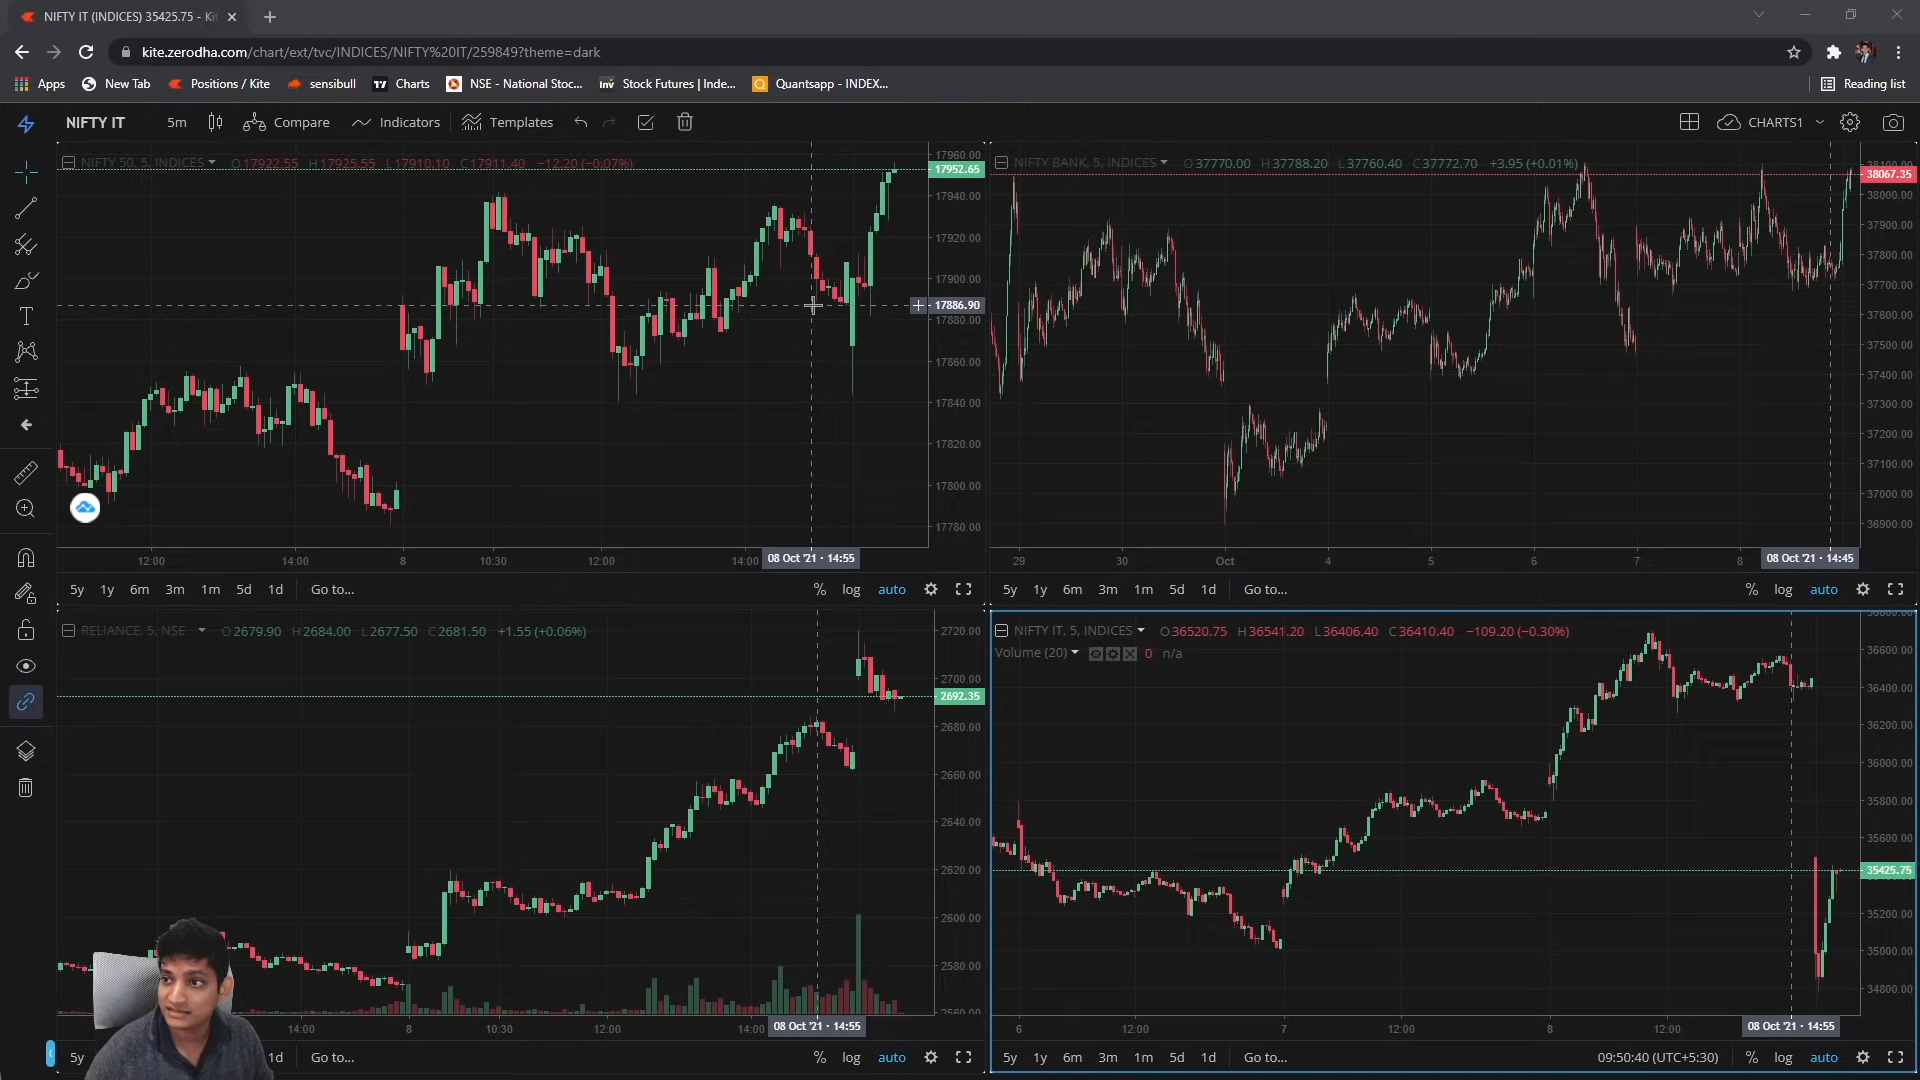 NIFTY IT (INDICES) 35425.75 - Ki
kite.zerodha.com/chart/ext/tvc/INDICES/NIFTY%20IT/259849?theme=dark
Apps New Tab Positions / Kite sensibull Charts NSE - National Stoc... Stock Futures | Inde... Quantsapp - INDEX... Reading list
NIFTY IT 5m Compare Indicators Templates CHARTS1
NIFTY 50, 5, INDICES O17922.55 H17925.55 L17910.10 C17911.40 −12.20 (−0.07%)
17960.00
17952.65
17940.00
17920.00
17900.00
17886.90
17880.00
17860.00
17840.00
17820.00
17800.00
17780.00
12:00 14:00 8 10:30 12:00 14:00 08 Oct '21 · 14:55
5y 1y 6m 3m 1m 5d 1d Go to... % log auto
NIFTY BANK, 5, INDICES O37770.00 H37788.20 L37760.40 C37772.70 +3.95 (+0.01%)
38067.35
38000.00
37900.00
37800.00
37700.00
37600.00
37500.00
37400.00
37300.00
37200.00
37100.00
37000.00
36900.00
29 30 Oct 4 5 6 7 8 08 Oct '21 · 14:45
5y 1y 6m 3m 1m 5d 1d Go to... % log auto
RELIANCE, 5, NSE O2679.90 H2684.00 L2677.50 C2681.50 +1.55 (+0.06%)
2720.00
2700.00
2692.35
2680.00
2660.00
2640.00
2620.00
2600.00
2580.00
2560.00
14:00 8 10:30 12:00 14:00 08 Oct '21 · 14:55
5y 1d Go to... % log auto
NIFTY IT, 5, INDICES O36520.75 H36541.20 L36406.40 C36410.40 −109.20 (−0.30%)
Volume (20) 0 n/a
36600.00
36400.00
36200.00
36000.00
35800.00
35600.00
35425.75
35200.00
35000.00
34800.00
6 12:00 7 12:00 8 12:00 08 Oct '21 · 14:55
5y 1y 6m 3m 1m 5d 1d Go to... 09:50:40 (UTC+5:30) % log auto